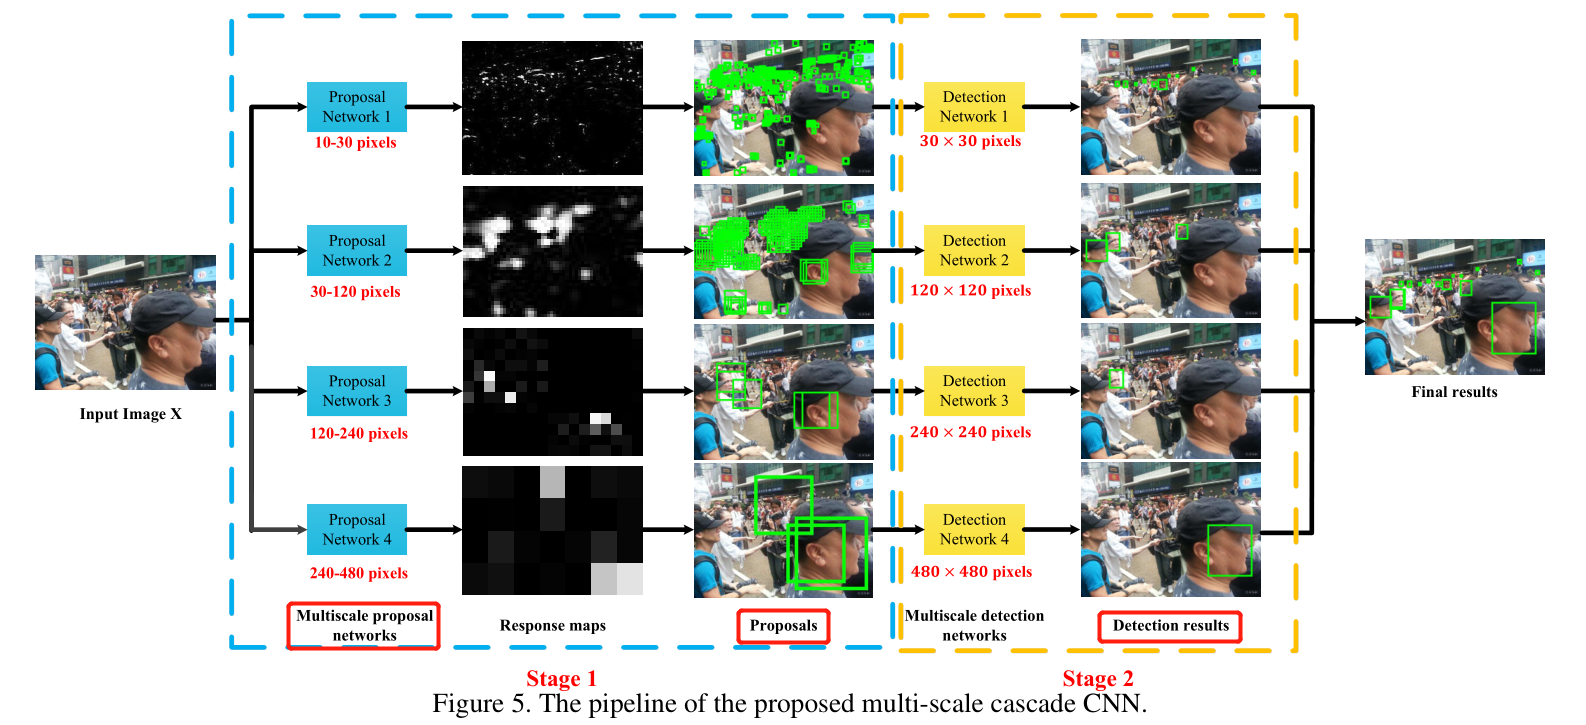 Proposal
Network 1
10-30 pixels
Detection
Network 1
30 × 30 pixels
Proposal
Network 2
30-120 pixels
Detection
Network 2
120 × 120 pixels
Input Image X
Proposal
Network 3
120-240 pixels
Detection
Network 3
240 × 240 pixels
Final results
Proposal
Network 4
240-480 pixels
Detection
Network 4
480 × 480 pixels
Multiscale proposal
networks
Response maps
Proposals
Multiscale detection
networks
Detection results
Stage 1
Stage 2
Figure 5. The pipeline of the proposed multi-scale cascade CNN.